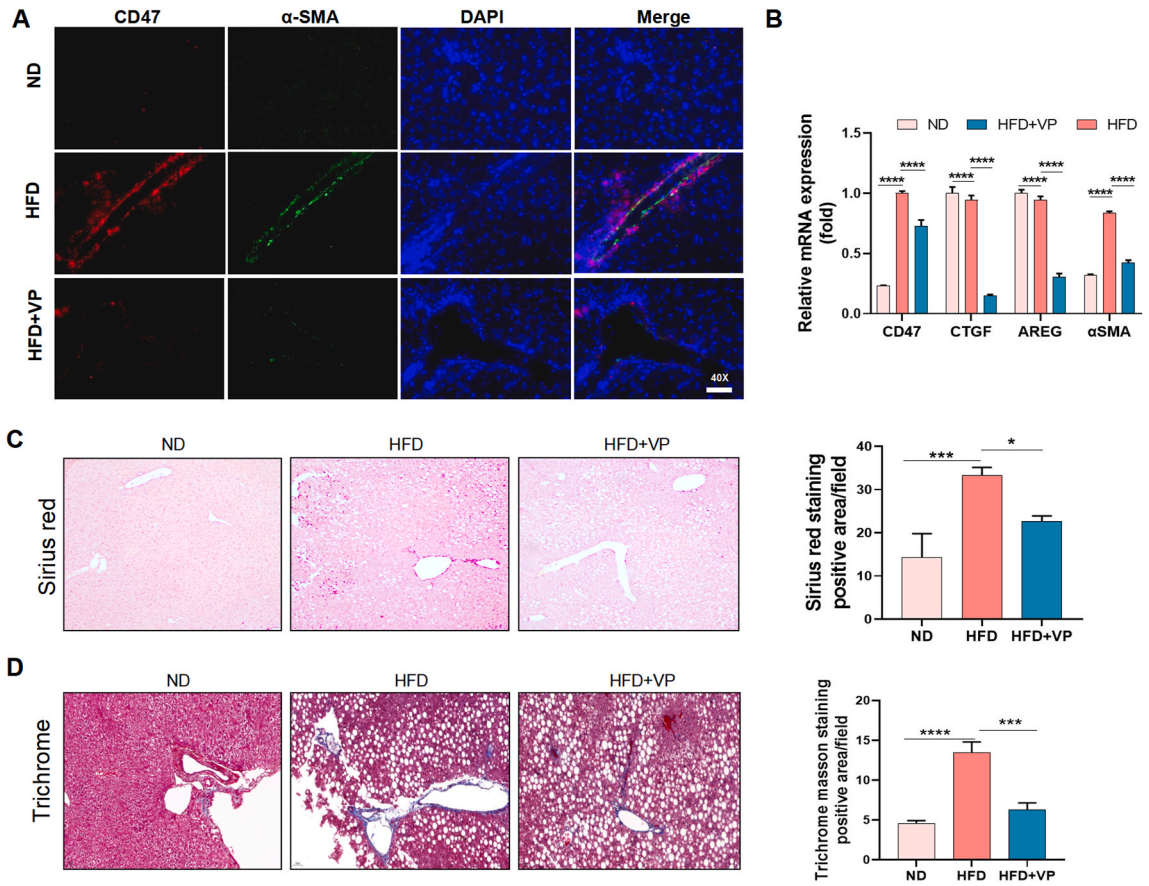 A
CD47 α-SMA DAPI Merge
ND
HFD
HFD+VP
40X
B
ND HFD+VP HFD
Relative mRNA expression
(fold)
1.5
1.0
0.5
0.0
**** **** **** **** **** **** **** ****
CD47 CTGF AREG αSMA
C
ND HFD HFD+VP
Sirius red
Sirius red staining
positive area/field
40
30
20
10
0
*** *
ND HFD HFD+VP
D
ND HFD HFD+VP
Trichrome
Trichrome masson staining
positive area/field
20
15
10
5
0
**** ***
ND HFD HFD+VP